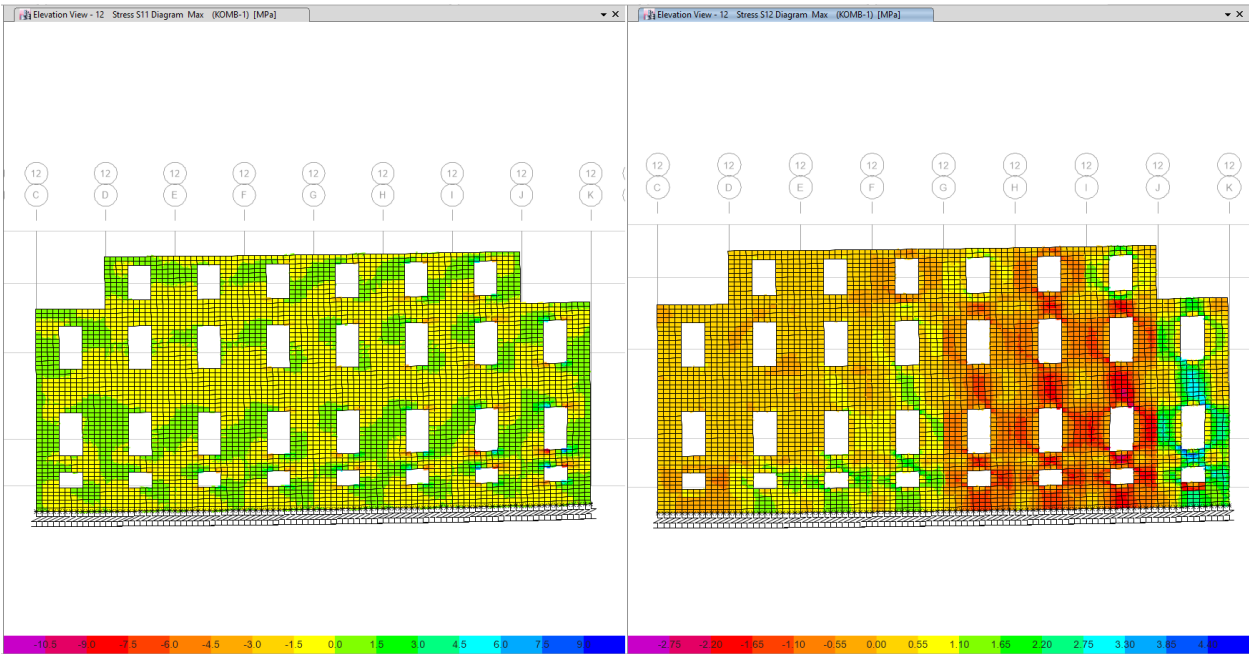 Elevation View - 12 Stress S11 Diagram Max (KOMB-1) [MPa]
Elevation View - 12 Stress S12 Diagram Max (KOMB-1) [MPa]
12 12 12 12 12 12 12 12 12
C D E F G H I J K
12 12 12 12 12 12 12 12 12
C D E F G H I J K
-10.5 -9.0 -7.5 -6.0 -4.5 -3.0 -1.5 0.0 1.5 3.0 4.5 6.0 7.5
-2.75 -2.20 -1.65 -1.10 -0.55 0.00 0.55 1.10 1.65 2.20 2.75 3.30 3.85